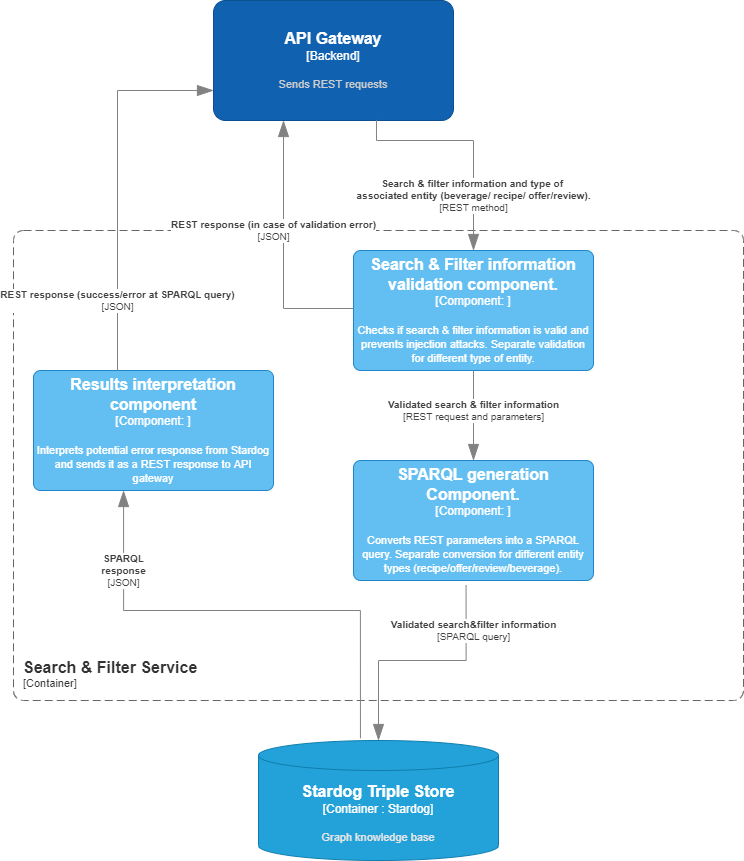 API Gateway
[Backend]
Sends REST requests
Search & filter information and type of
associated entity (beverage/ recipe/ offer/review).
[REST method]
REST response (in case of validation error)
[JSON]
Search & Filter information
validation component.
[Component: ]
Checks if search & filter information is valid and
prevents injection attacks. Separate validation
for different type of entity.
REST response (success/error at SPARQL query)
[JSON]
Results interpretation
component
[Component: ]
Interprets potential error response from Stardog
and sends it as a REST response to API
gateway
Validated search & filter information
[REST request and parameters]
SPARQL generation
Component.
[Component: ]
Converts REST parameters into a SPARQL
query. Separate conversion for different entity
types (recipe/offer/review/beverage).
SPARQL
response
[JSON]
Validated search&filter information
[SPARQL query]
Search & Filter Service
[Container]
Stardog Triple Store
[Container : Stardog]
Graph knowledge base